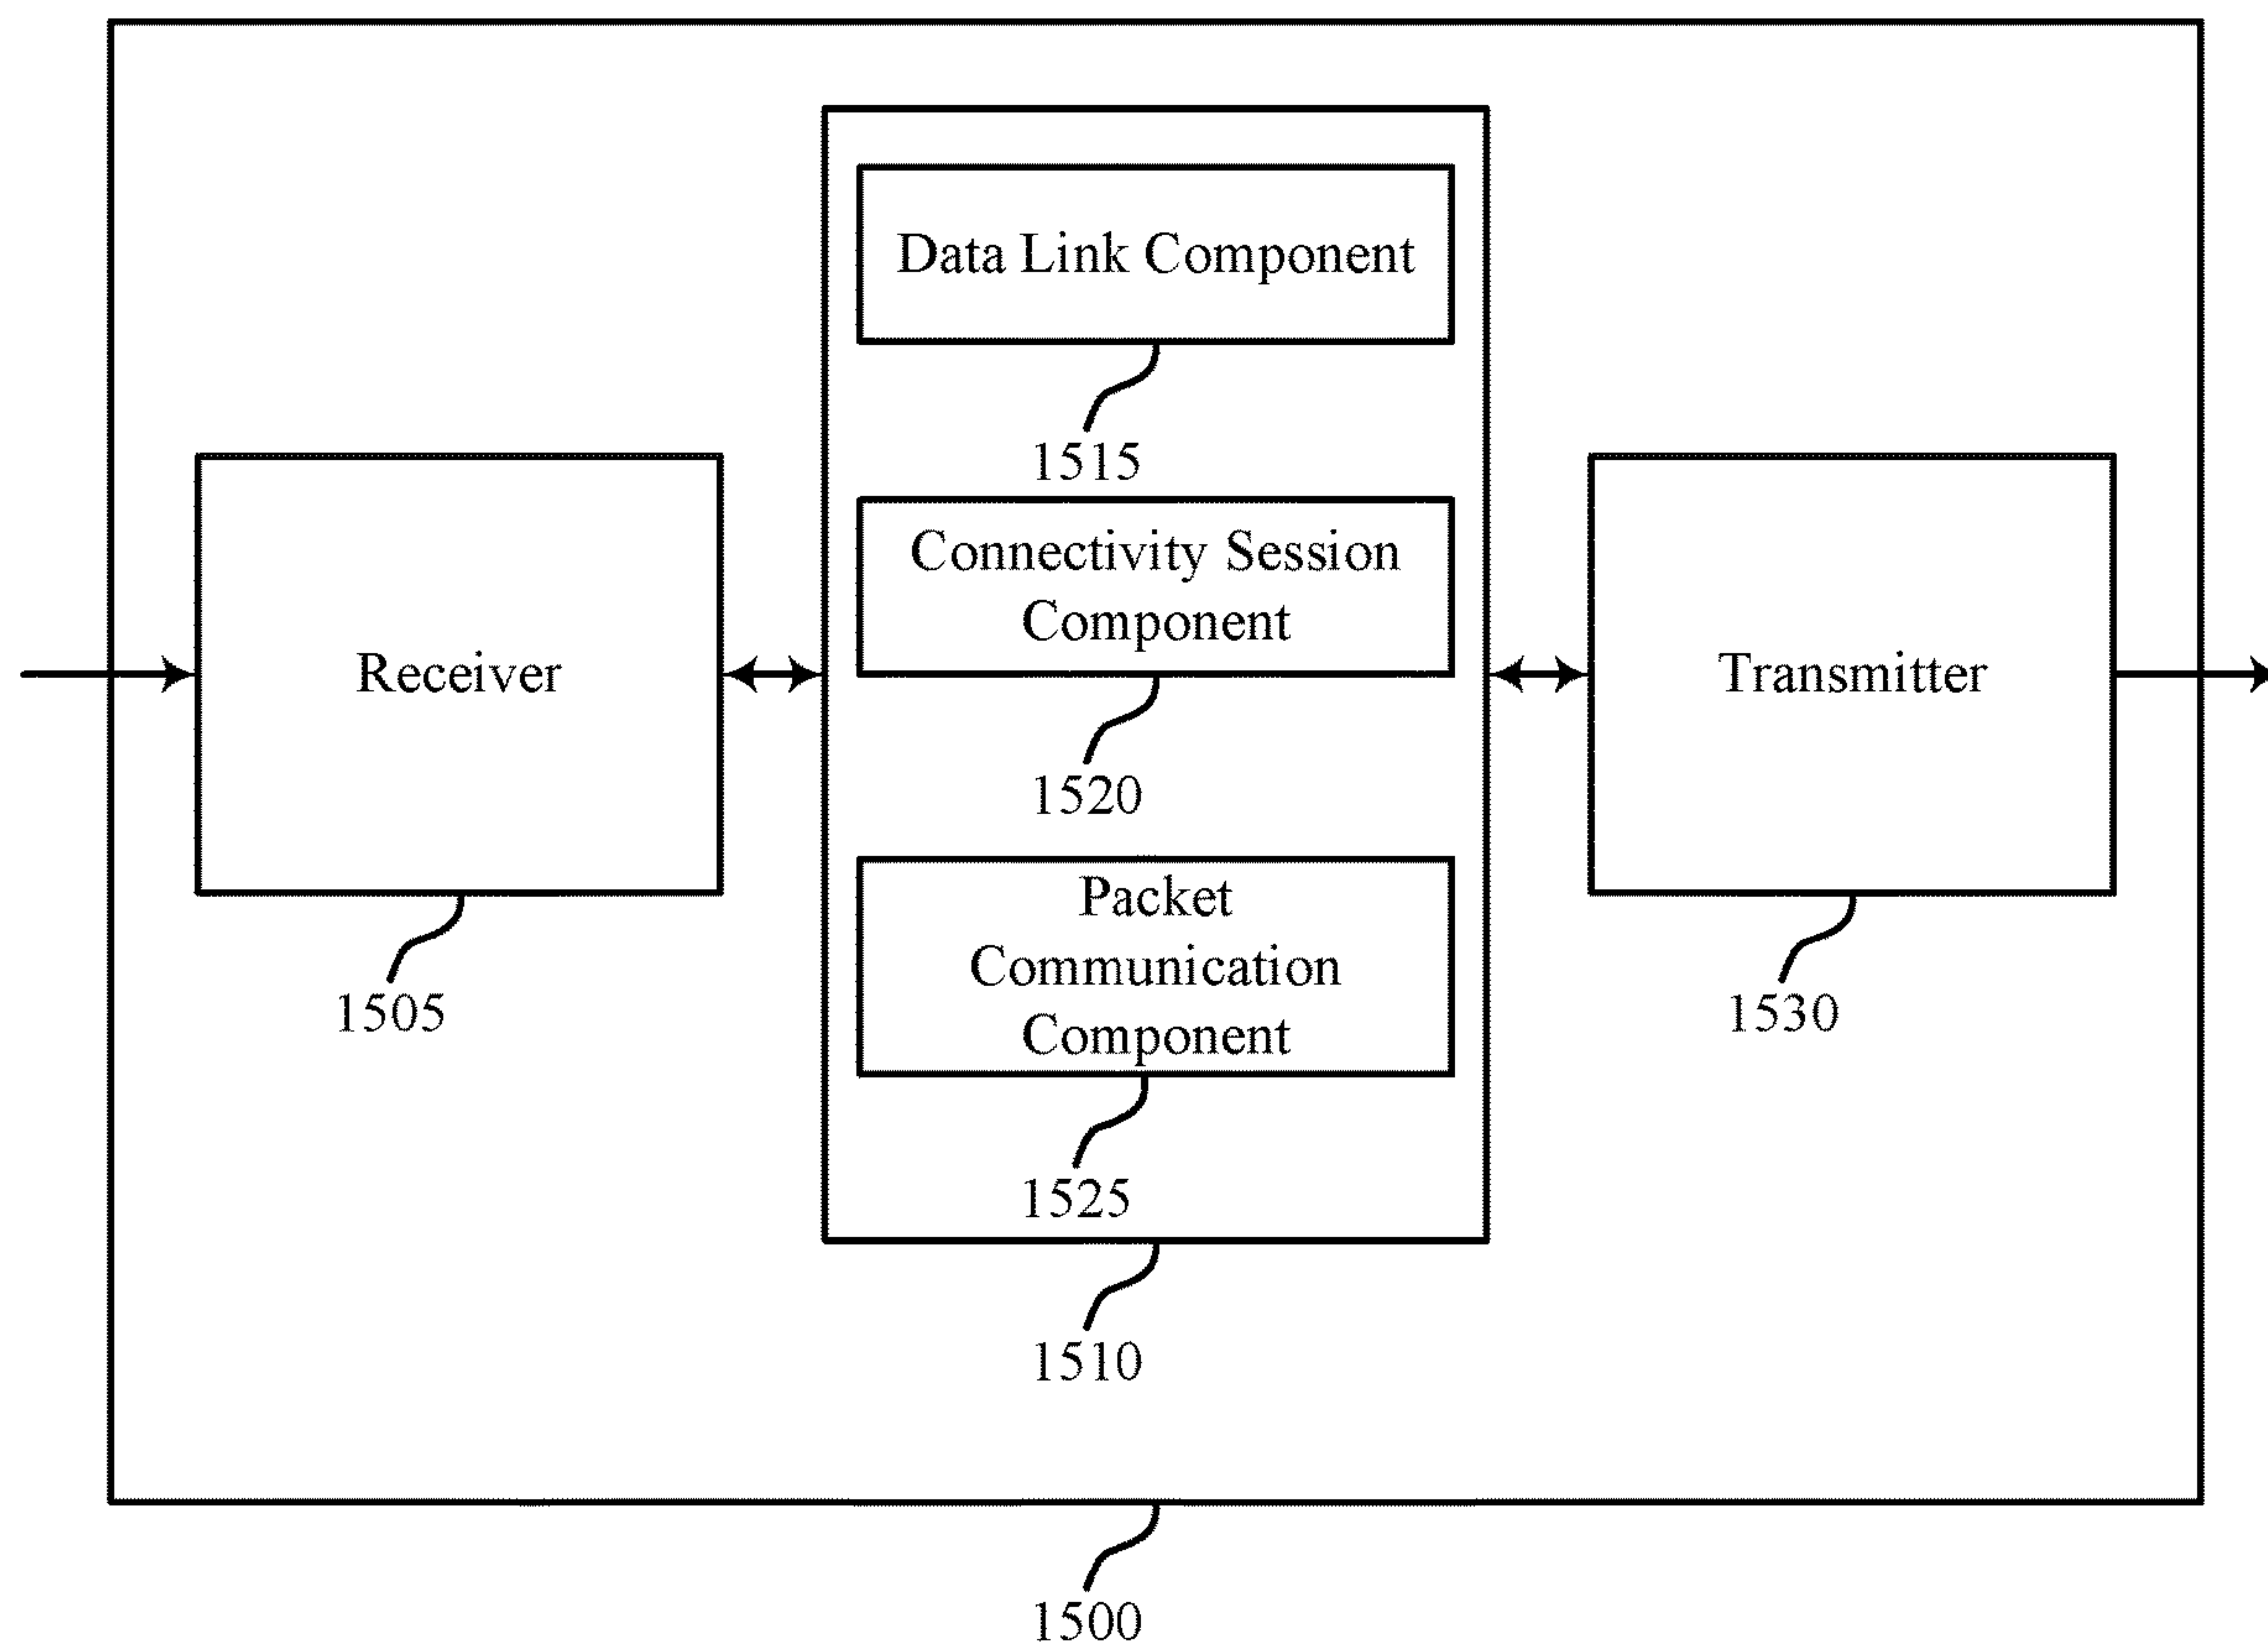 Data Link Component
1515
Connectivity Session
Component
1520
Packet
Communication
Component
1525
1510
Receiver
1505
Transmitter
1530
1500